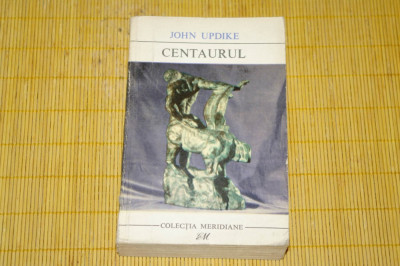 JOHN UPDIKE
CENTAURUL
COLECȚIA MERIDIANE